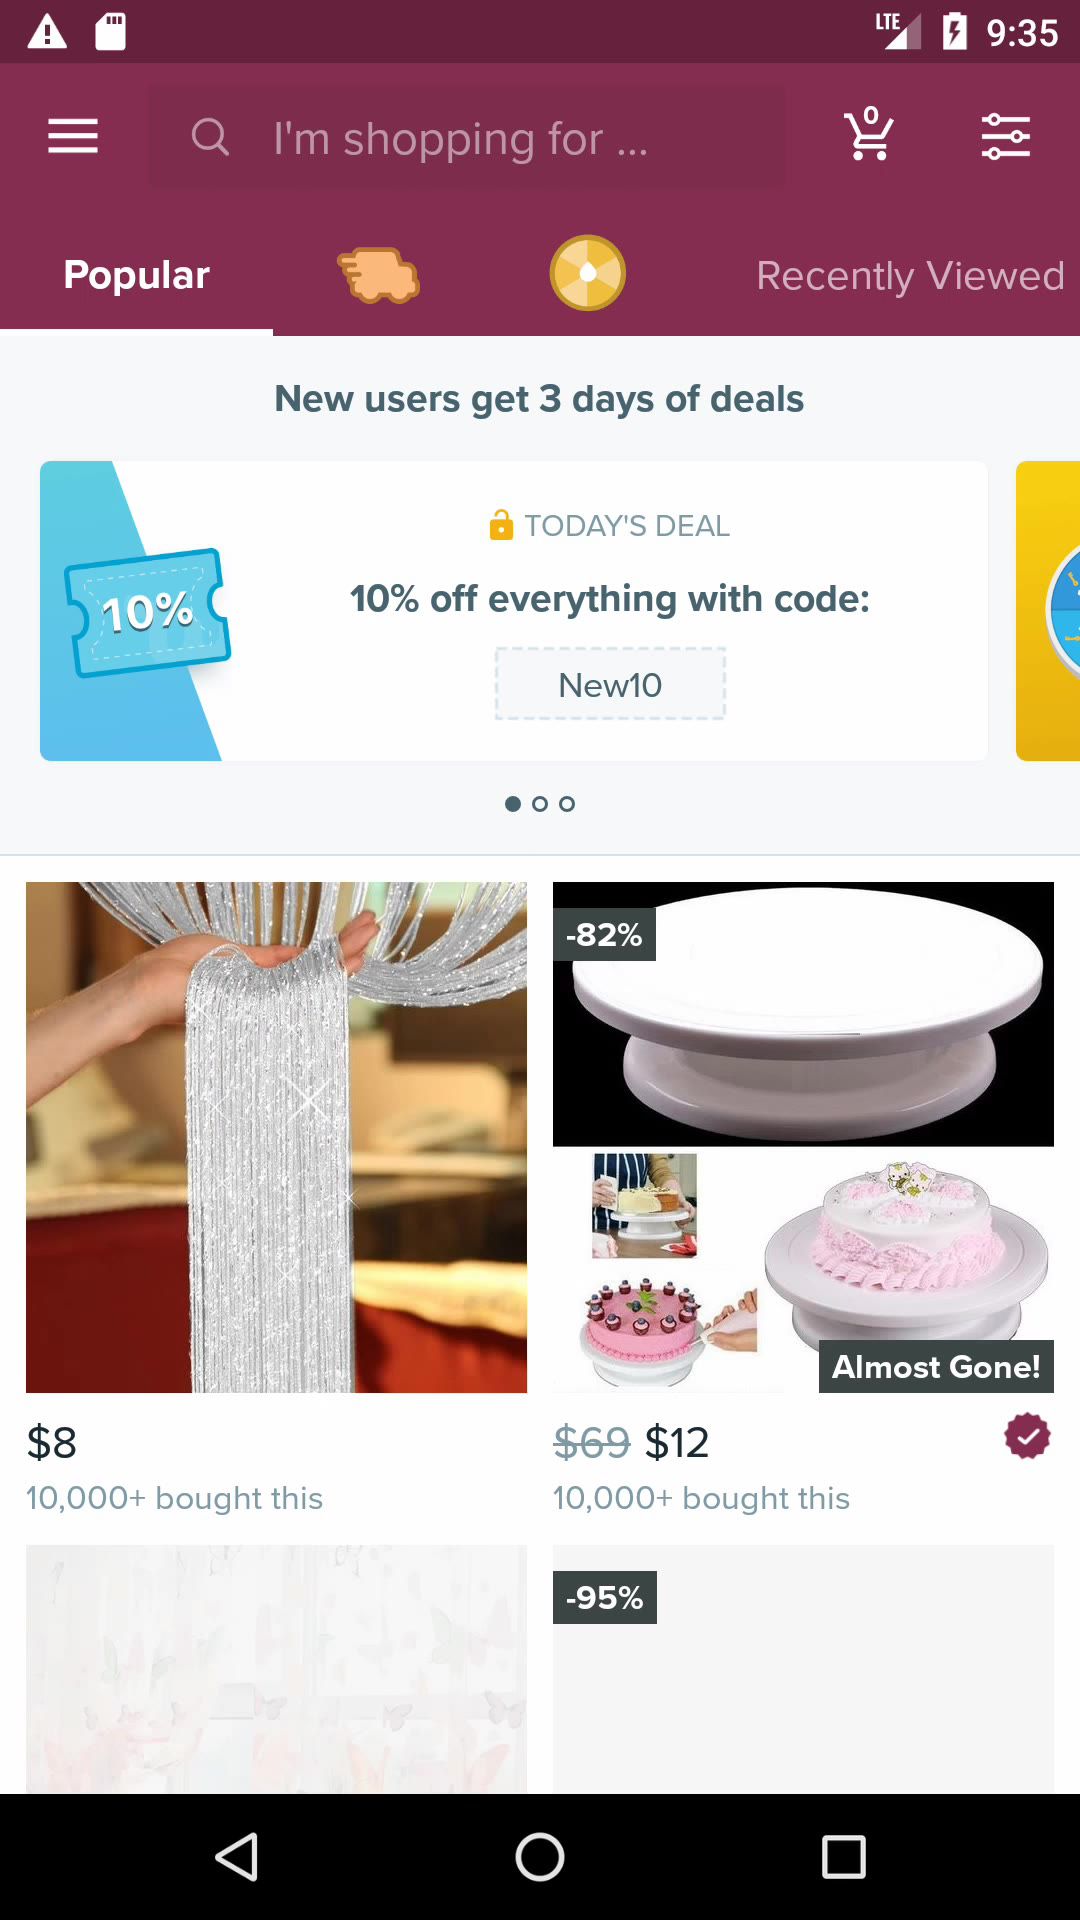 LTE 9:35
I'm shopping for ...
0
Popular
Recently Viewed
New users get 3 days of deals
TODAY'S DEAL
10%
10% off everything with code:
New10
-82%
Almost Gone!
$8
$69 $12
10,000+ bought this
10,000+ bought this
-95%